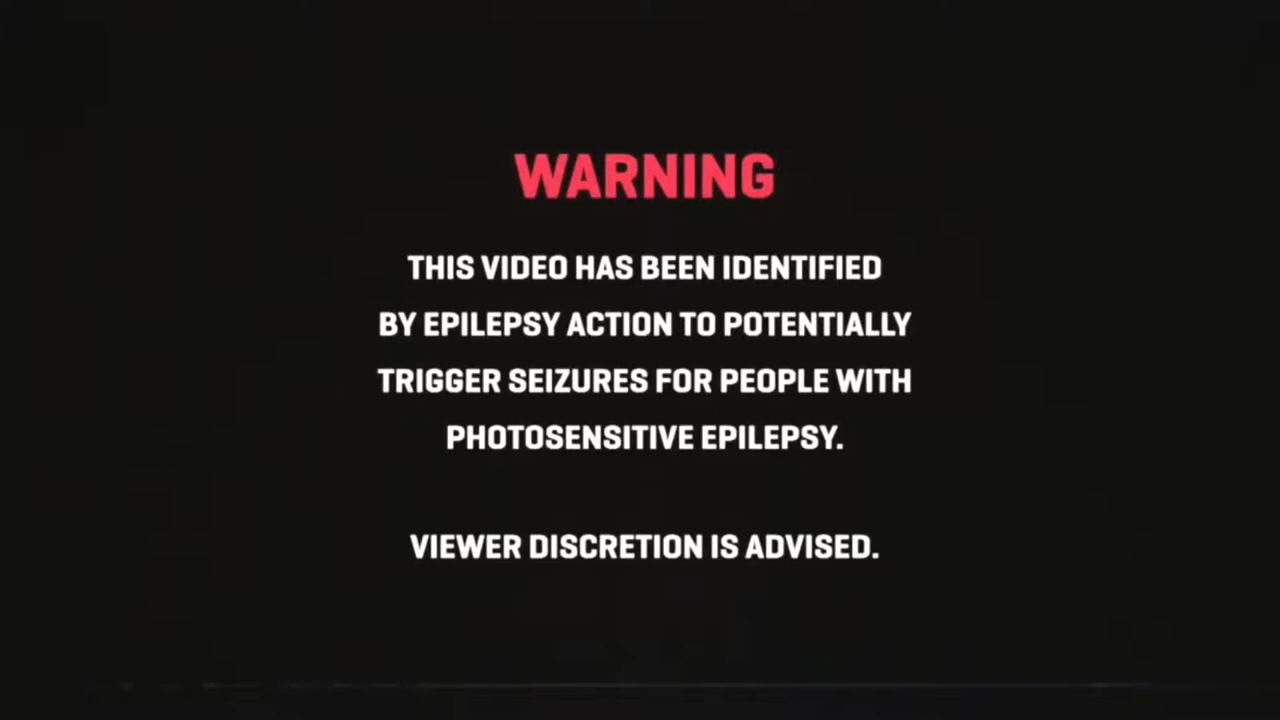 WARNING
THIS VIDEO HAS BEEN IDENTIFIED
BY EPILEPSY ACTION TO POTENTIALLY
TRIGGER SEIZURES FOR PEOPLE WITH
PHOTOSENSITIVE EPILEPSY.
VIEWER DISCRETION IS ADVISED.